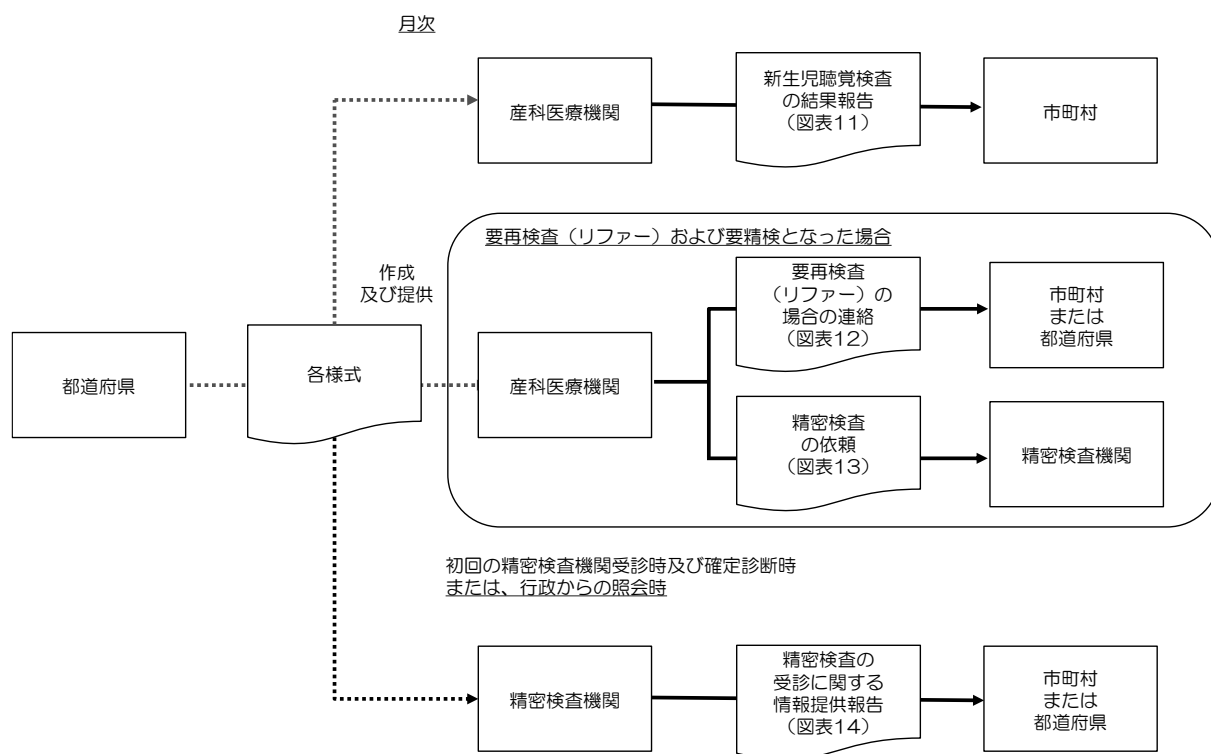 月次
産科医療機関
新生児聴覚検査
の結果報告
（図表11）
市町村
要再検査（リファー）および要精検となった場合
作成
及び提供
都道府県
各様式
産科医療機関
要再検査
（リファー）の
場合の連絡
（図表12）
市町村
または
都道府県
精密検査
の依頼
（図表13）
精密検査機関
初回の精密検査機関受診時及び確定診断時
または、行政からの照会時
精密検査機関
精密検査の
受診に関する
情報提供報告
（図表14）
市町村
または
都道府県